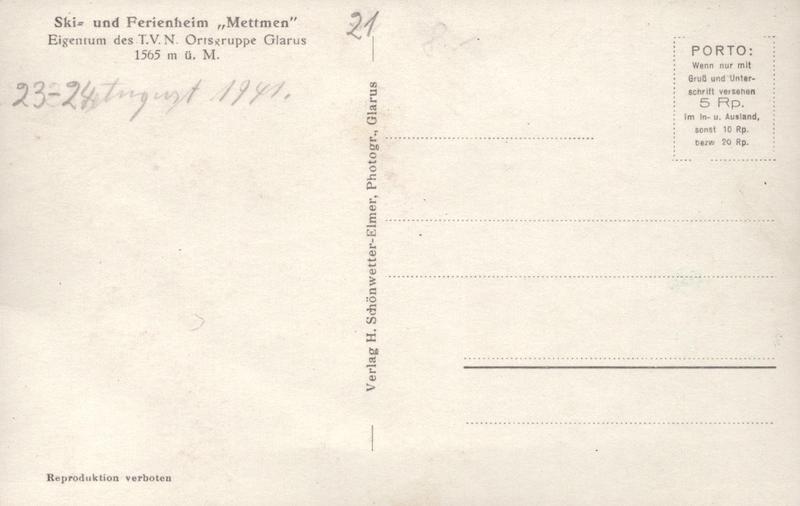 Ski- und Ferienheim „Mettmen"
Eigentum des T.V.N. Ortsgruppe Glarus
1565 m ü. M.
23-24 August 1941.
21
Verlag H. Schönwetter-Elmer, Photogr., Glarus
PORTO:
Wenn nur mit
Gruß und Unter-
schrift versehen
5 Rp.
im In- u. Ausland,
sonst 10 Rp.
bezw 20 Rp.
Reproduktion verboten